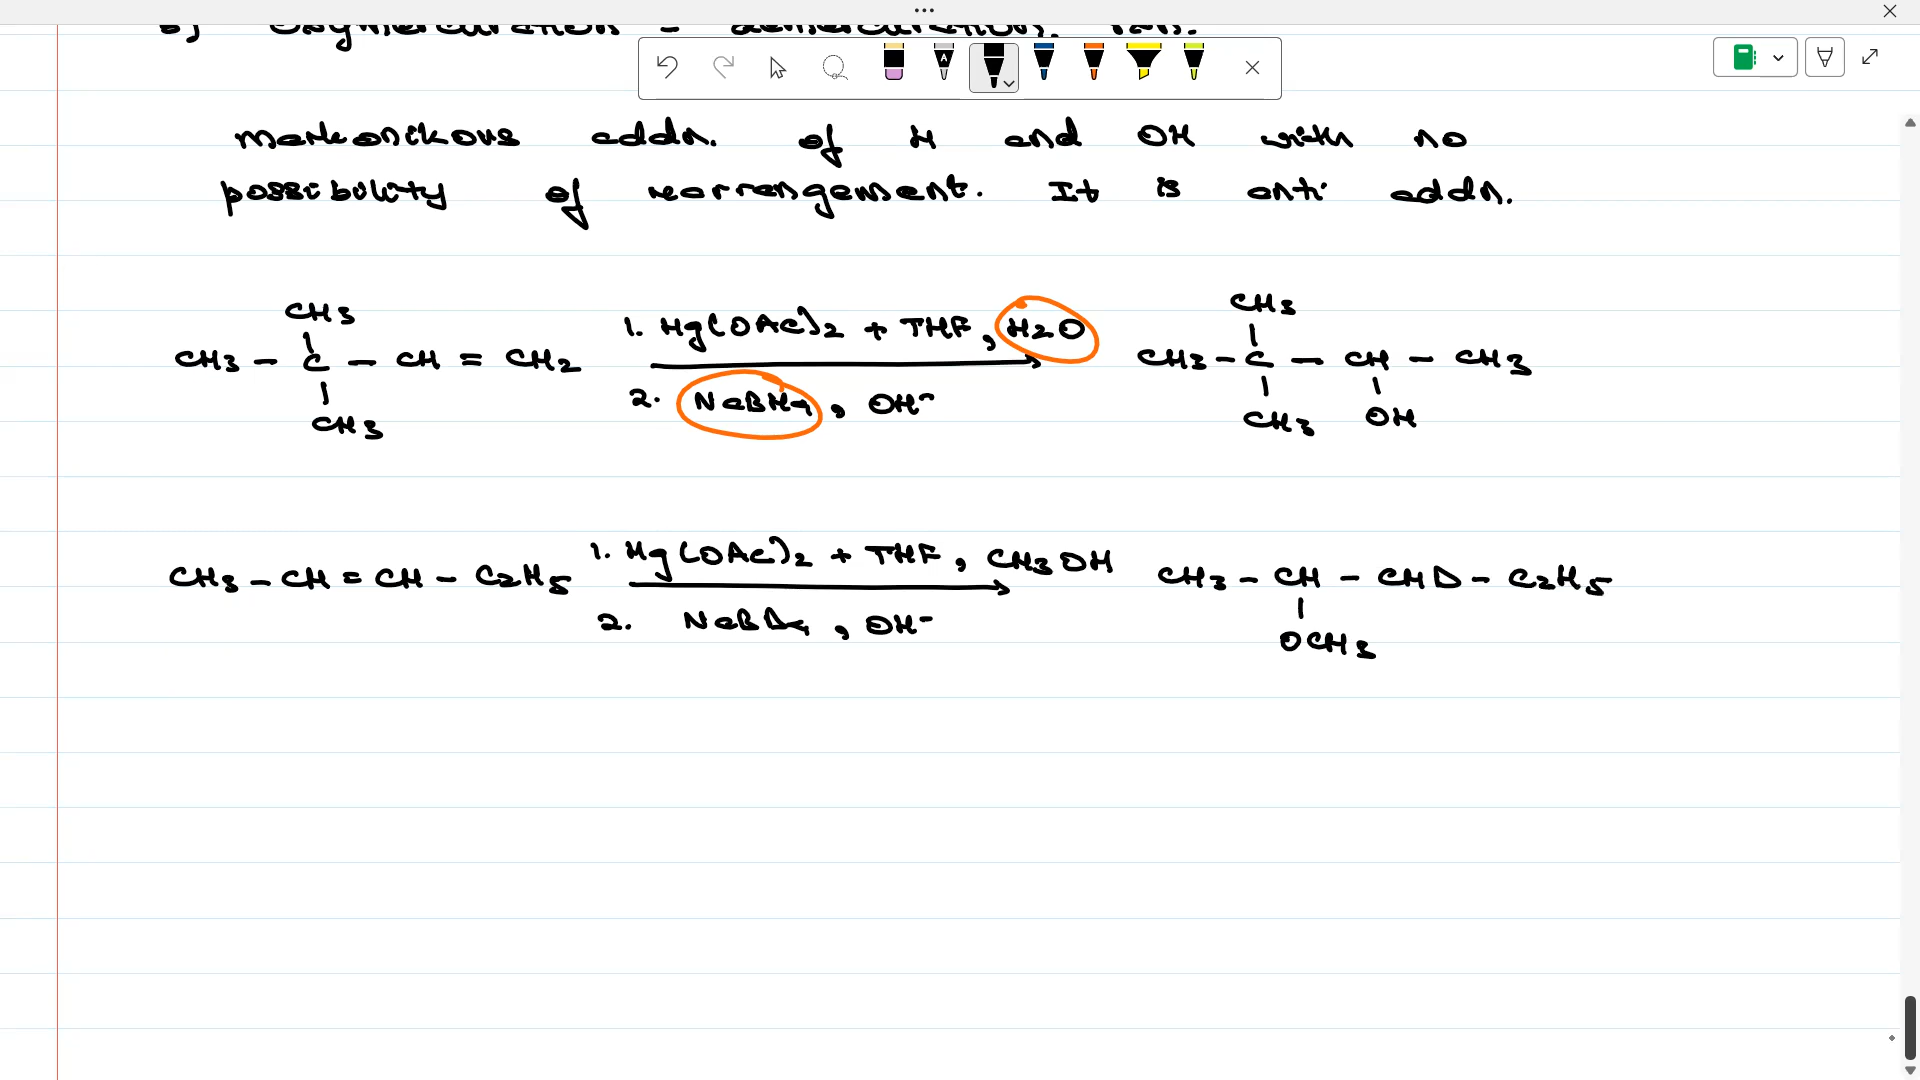 markonikovs addn. of H and OH with no
possibility of rearrangement. It is anti addn.
CH3
CH3 - C - CH = CH2
CH3
1. Hg(OAc)2 + THF, H2O
2. NaBH4, OH-
CH3
CH3 - C - CH - CH3
CH3 OH
CH3 - CH = CH - C2H5
1. Hg(OAc)2 + THF, CH3OH
2. NaBD4, OH-
CH3 - CH - CHD - C2H5
OCH3